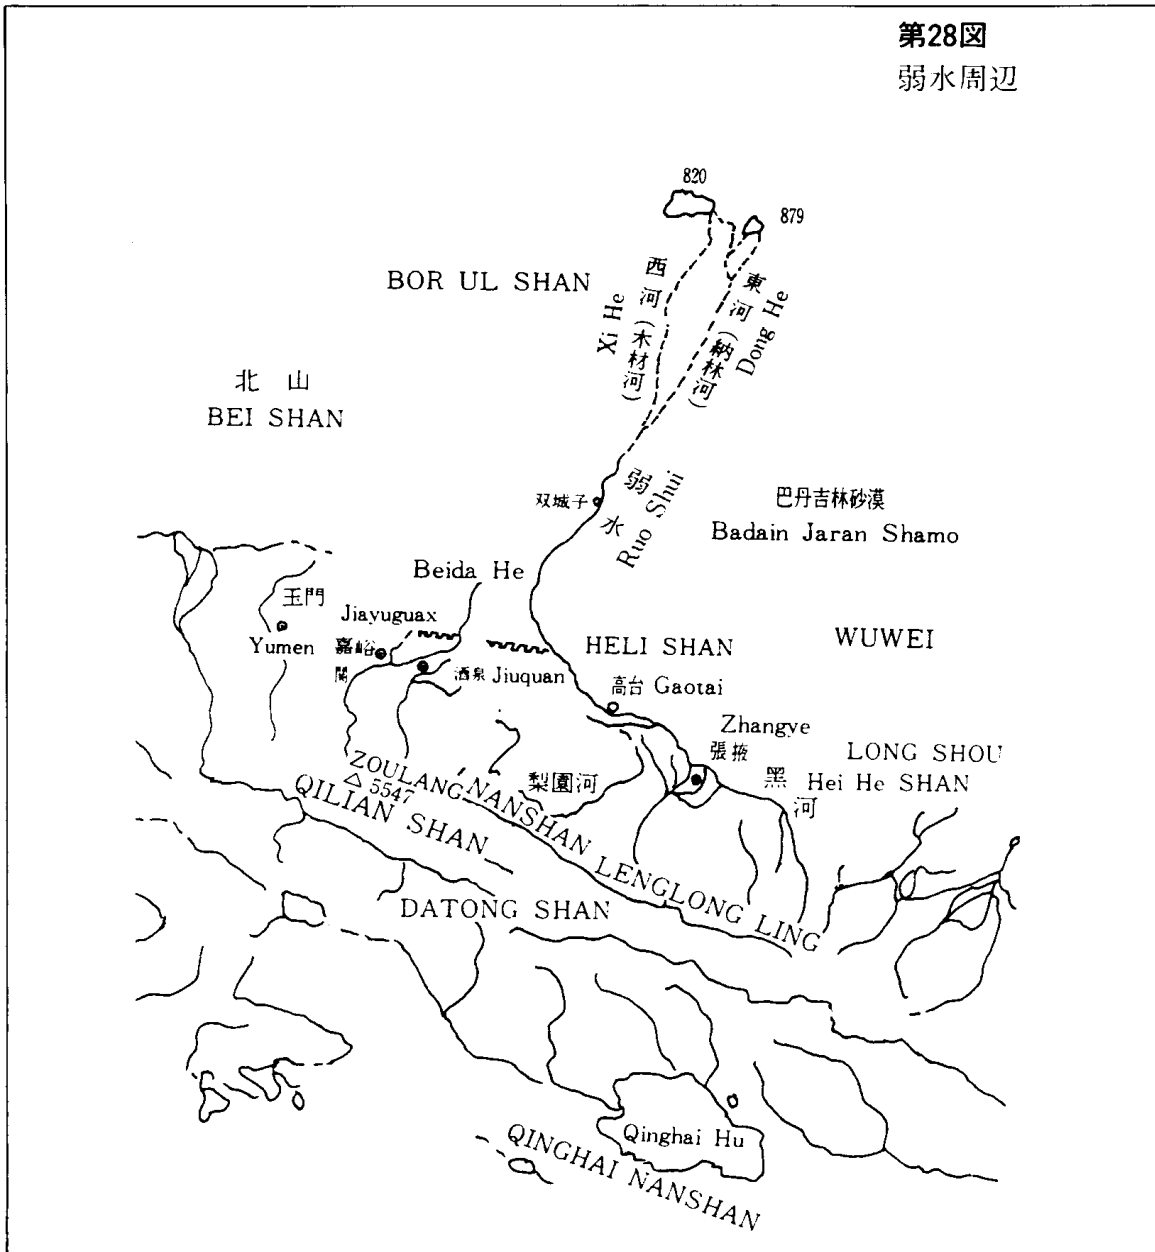 第28図
弱水周辺
820
879
BOR UL SHAN
西河(木材河)
Xi He
東河(納林河)
Dong He
北 山
BEI SHAN
双城子
弱水
Ruo Shui
巴丹吉林砂漠
Badain Jaran Shamo
Beida He
玉門
Yumen
Jiayuguax
嘉峪
関
酒泉 Jiuquan
HELI SHAN
WUWEI
高台 Gaotai
Zhangye
張掖
LONG SHOU
SHAN
黑河
Hei He
梨園河
ZOULANG NANSHAN
△ 5547
QILIAN SHAN
LENGLONG LING
DATONG SHAN
Qinghai Hu
QINGHAI NANSHAN